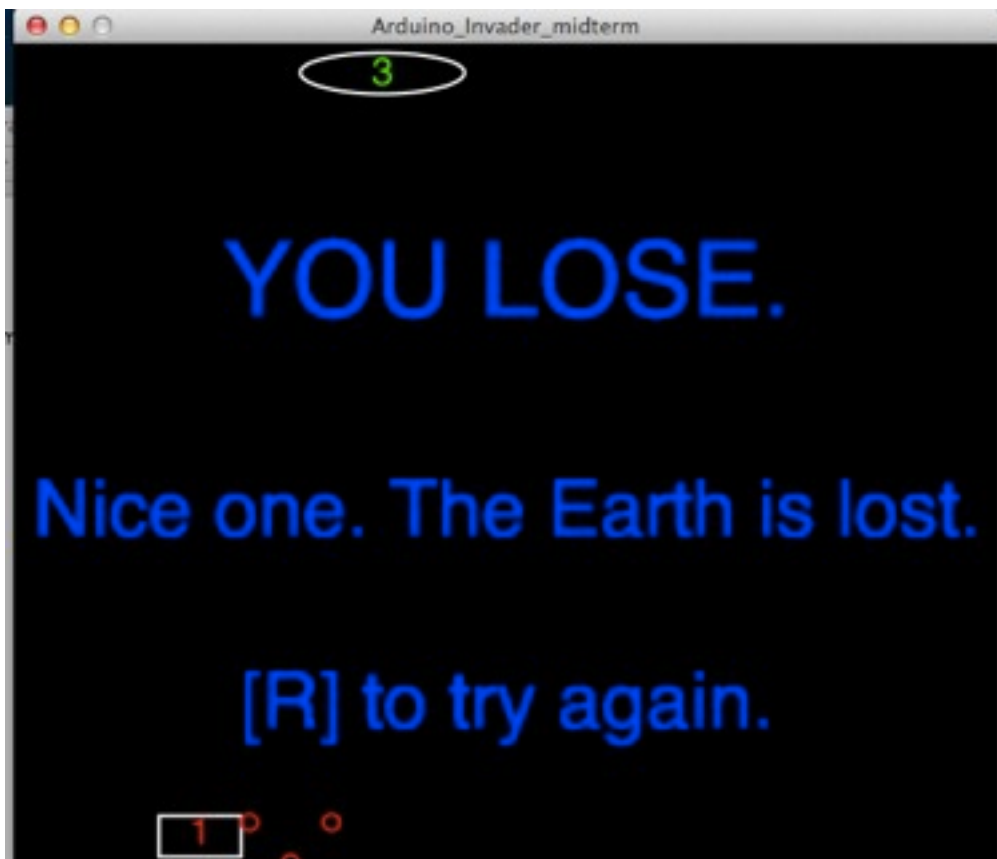 Arduino_Invader_midterm
3
YOU LOSE.
Nice one. The Earth is lost.
[R] to try again.
1